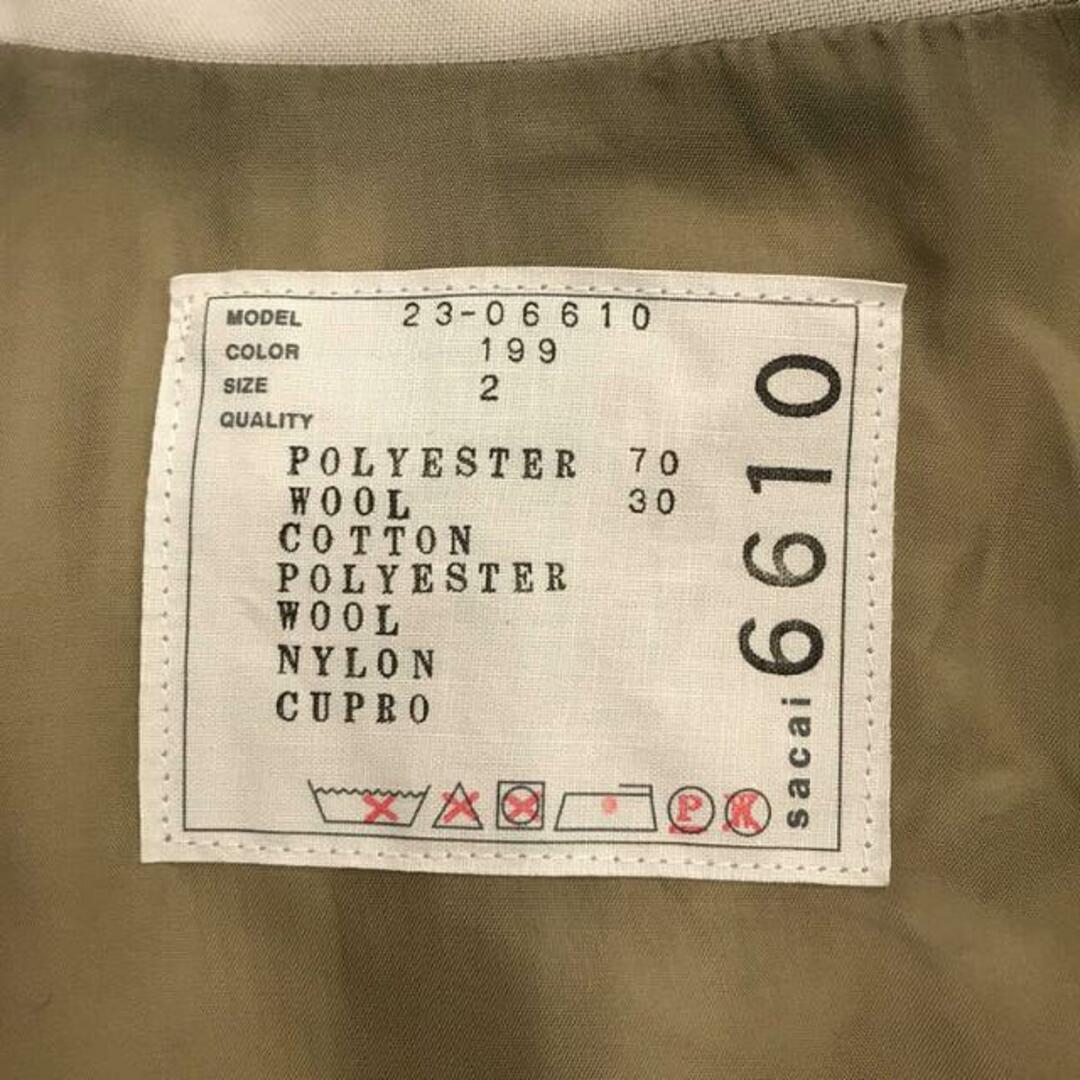 MODEL 23-06610
COLOR 199
SIZE 2
QUALITY
POLYESTER 70
WOOL 30
COTTON
POLYESTER
WOOL
NYLON
CUPRO
P
sacai 6610